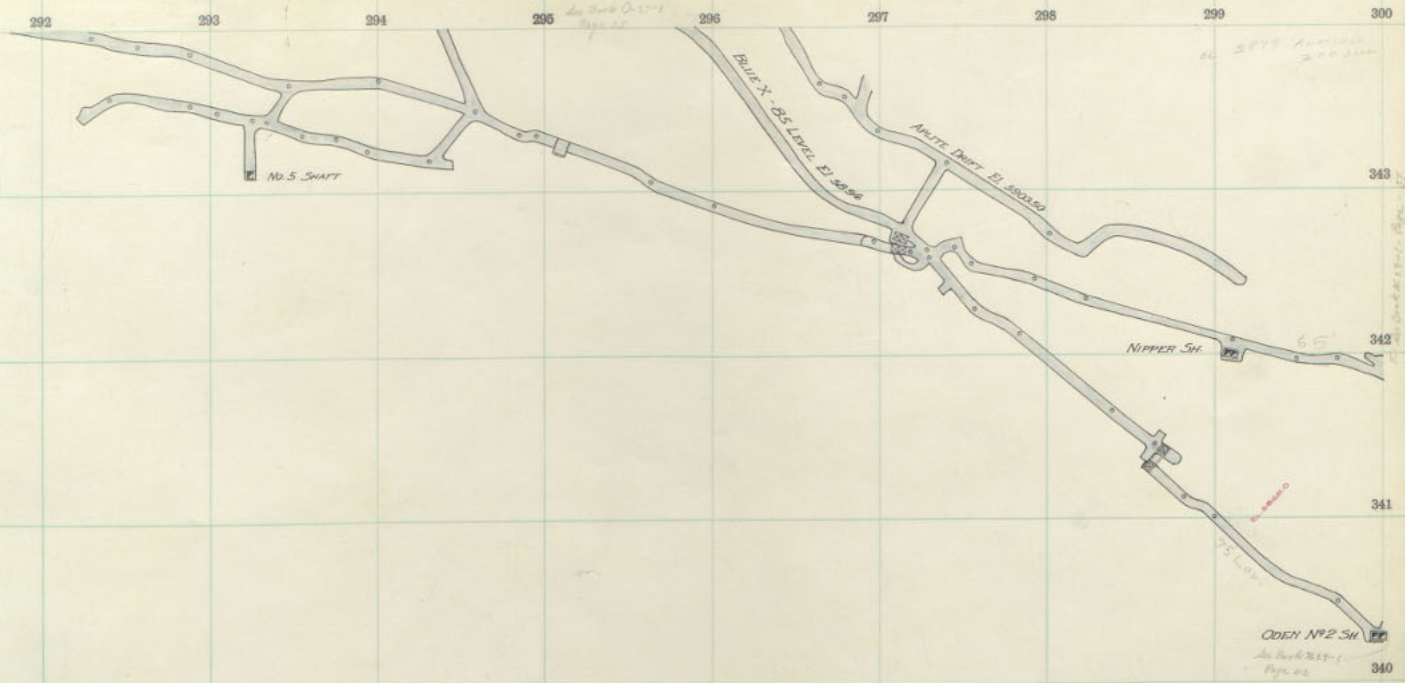 292 293 294 295 296 297 298 299 300
BLUE X - 85 LEVEL El 5896
APLITE DRIFT El 5903.50
No. 5 SHAFT
343
NIPPER SH.
65'
342
341
75 Lev.
ODEN Nº2 SH.
340